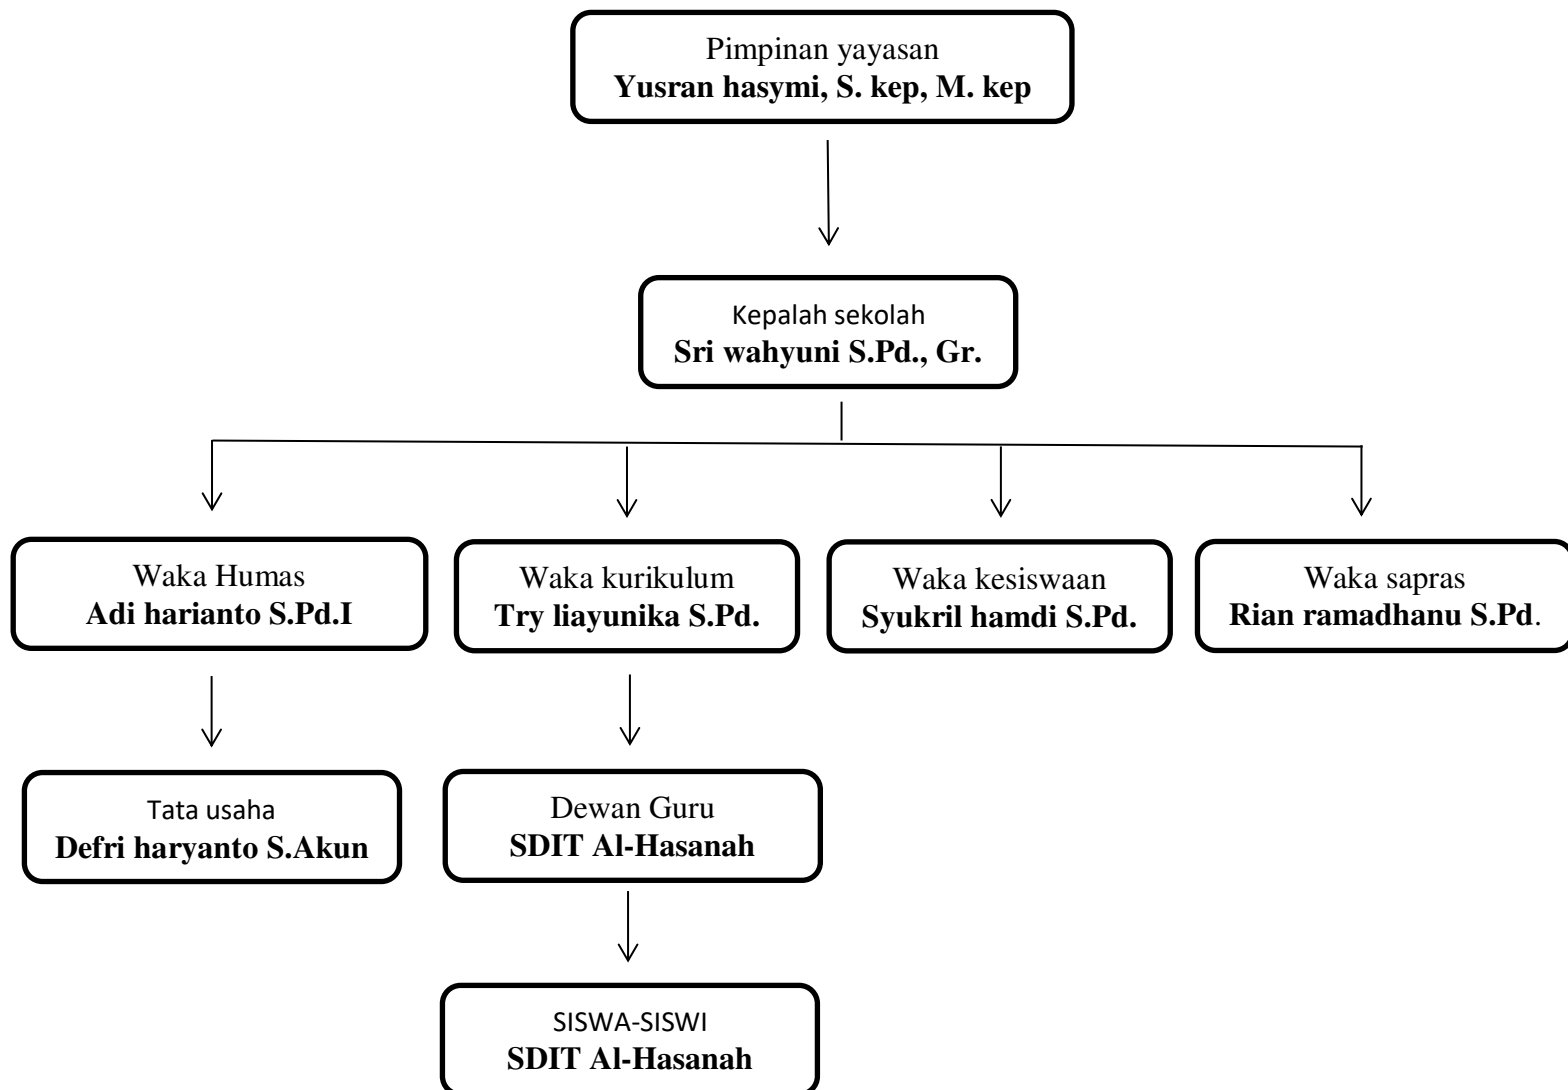 Pimpinan yayasan
Yusran hasymi, S. kep, M. kep
Kepalah sekolah
Sri wahyuni S.Pd., Gr.
Waka Humas
Adi harianto S.Pd.I
Waka kurikulum
Try liayunika S.Pd.
Waka kesiswaan
Syukril hamdi S.Pd.
Waka sapras
Rian ramadhanu S.Pd.
Tata usaha
Defri haryanto S.Akun
Dewan Guru
SDIT Al-Hasanah
SISWA-SISWI
SDIT Al-Hasanah